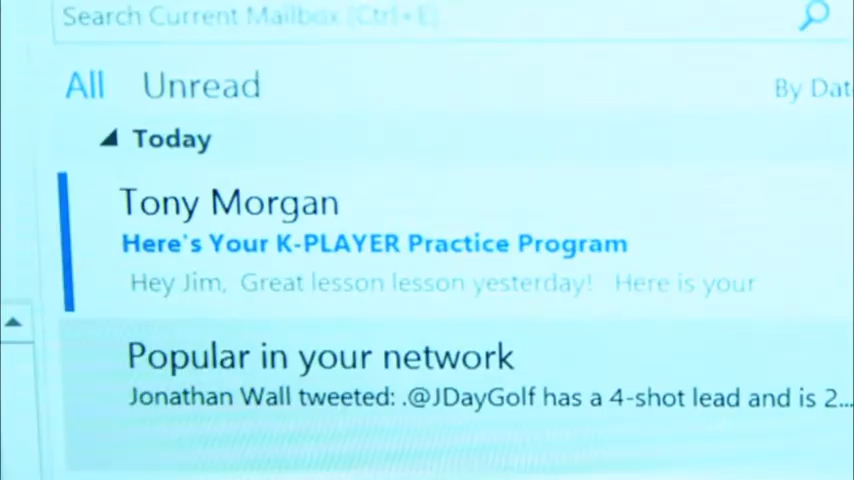 Search Current Mailbox (Ctrl+E)
All Unread By Dat
Today
Tony Morgan
Here's Your K-PLAYER Practice Program
Hey Jim, Great lesson lesson yesterday! Here is your
Popular in your network
Jonathan Wall tweeted: .@JDayGolf has a 4-shot lead and is 2...